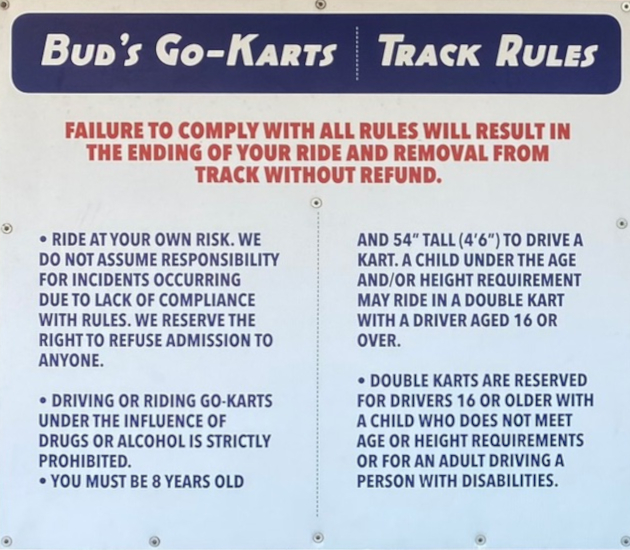 BUD'S GO-KARTS | TRACK RULES
FAILURE TO COMPLY WITH ALL RULES WILL RESULT IN
THE ENDING OF YOUR RIDE AND REMOVAL FROM
TRACK WITHOUT REFUND.
• RIDE AT YOUR OWN RISK. WE
DO NOT ASSUME RESPONSIBILITY
FOR INCIDENTS OCCURRING
DUE TO LACK OF COMPLIANCE
WITH RULES. WE RESERVE THE
RIGHT TO REFUSE ADMISSION TO
ANYONE.
• DRIVING OR RIDING GO-KARTS
UNDER THE INFLUENCE OF
DRUGS OR ALCOHOL IS STRICTLY
PROHIBITED.
• YOU MUST BE 8 YEARS OLD
AND 54" TALL (4'6") TO DRIVE A
KART. A CHILD UNDER THE AGE
AND/OR HEIGHT REQUIREMENT
MAY RIDE IN A DOUBLE KART
WITH A DRIVER AGED 16 OR
OVER.
• DOUBLE KARTS ARE RESERVED
FOR DRIVERS 16 OR OLDER WITH
A CHILD WHO DOES NOT MEET
AGE OR HEIGHT REQUIREMENTS
OR FOR AN ADULT DRIVING A
PERSON WITH DISABILITIES.